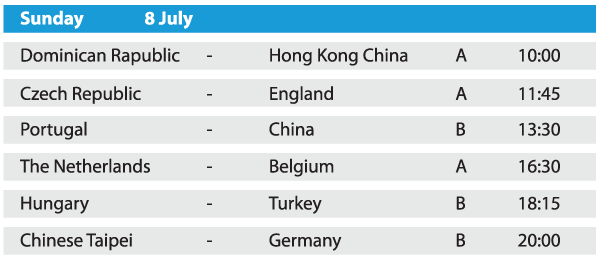 Sunday 8 July
Dominican Rapublic - Hong Kong China A 10:00
Czech Republic - England A 11:45
Portugal - China B 13:30
The Netherlands - Belgium A 16:30
Hungary - Turkey B 18:15
Chinese Taipei - Germany B 20:00